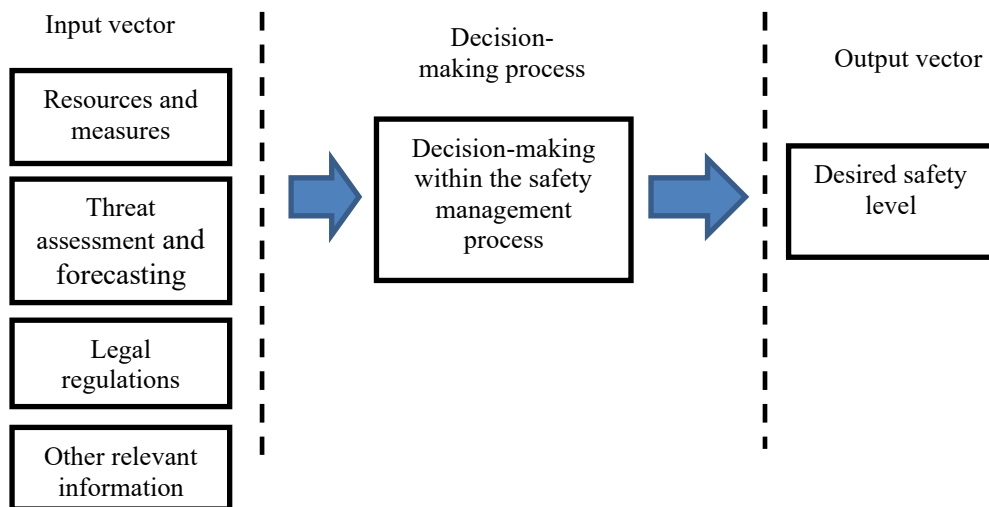 Input vector
Resources and
measures
Threat
assessment and
forecasting
Legal
regulations
Other relevant
information
Decision-
making process
Decision-making
within the safety
management
process
Output vector
Desired safety
level